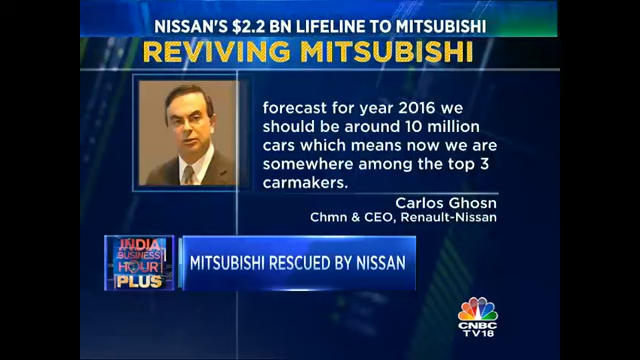 NISSAN'S $2.2 BN LIFELINE TO MITSUBISHI
REVIVING MITSUBISHI
forecast for year 2016 we
should be around 10 million
cars which means now we are
somewhere among the top 3
carmakers.
Carlos Ghosn
Chmn & CEO, Renault-Nissan
INDIA
BUSINESS
HOUR
PLUS
MITSUBISHI RESCUED BY NISSAN
CNBC
TV18